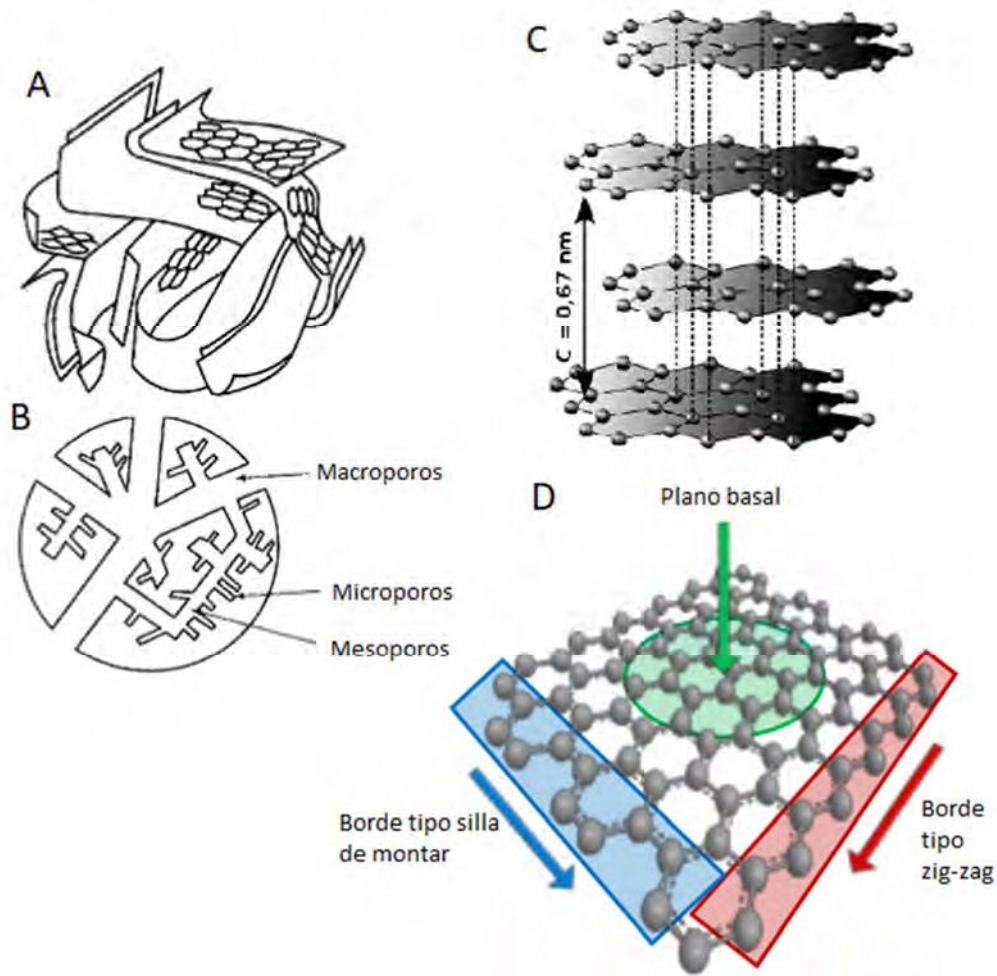 A
B
Macroporos
Microporos
Mesoporos
C
C = 0,67 nm
D
Plano basal
Borde tipo silla
de montar
Borde
tipo
zig-zag